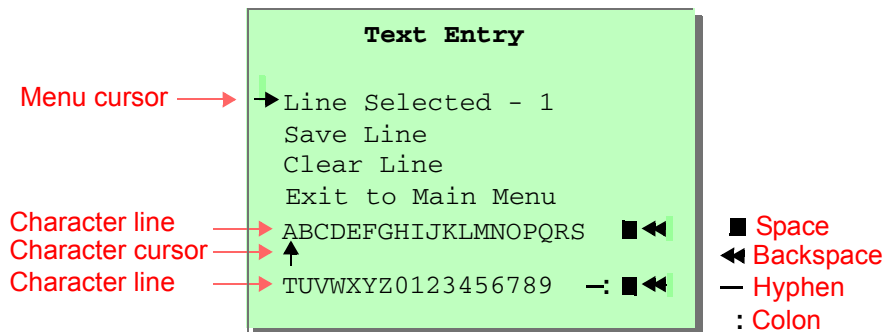 Text Entry
Menu cursor
Line Selected - 1
Save Line
Clear Line
Exit to Main Menu
Character line
ABCDEFGHIJKLMNOPQRS
Character cursor
Character line
TUVWXYZ0123456789 –:
Space
Backspace
Hyphen
: Colon